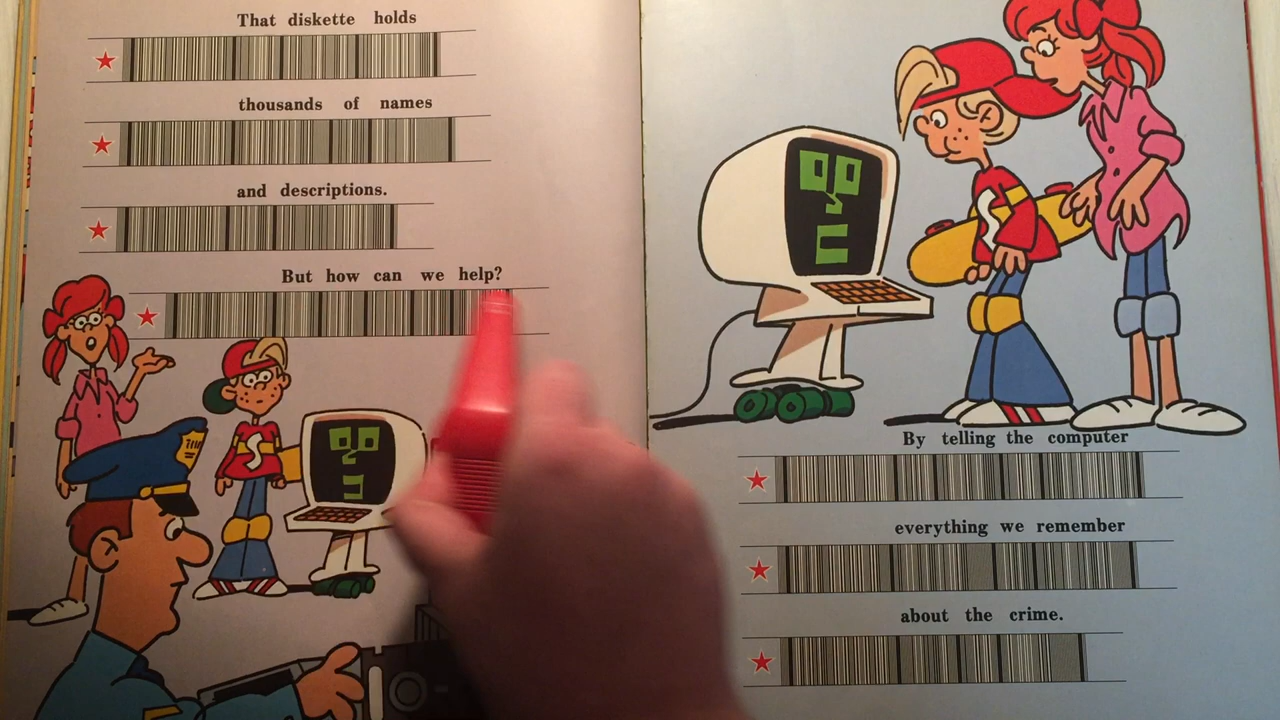 That diskette holds
thousands of names
and descriptions.
But how can we help?
By telling the computer
everything we remember
about the crime.